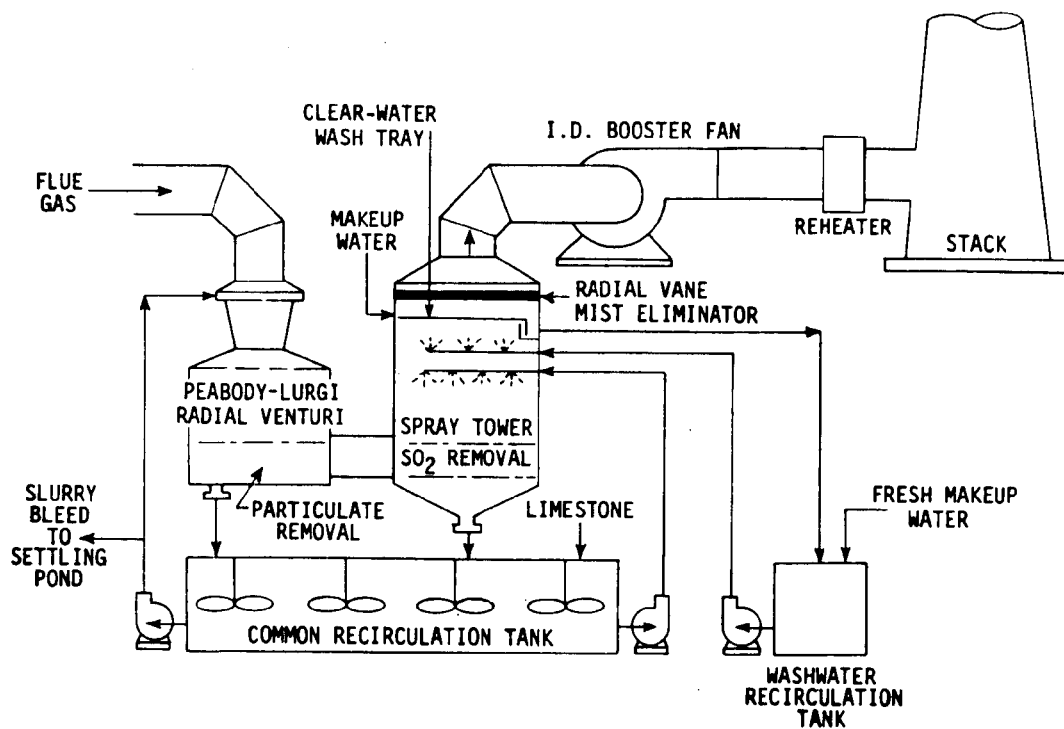 CLEAR-WATER
WASH TRAY
I.D. BOOSTER FAN
FLUE
GAS
MAKEUP
WATER
REHEATER
STACK
RADIAL VANE
MIST ELIMINATOR
PEABODY-LURGI
RADIAL VENTURI
SPRAY TOWER
SO₂ REMOVAL
SLURRY
BLEED
TO
SETTLING
POND
PARTICULATE
REMOVAL
LIMESTONE
FRESH MAKEUP
WATER
COMMON RECIRCULATION TANK
WASHWATER
RECIRCULATION
TANK